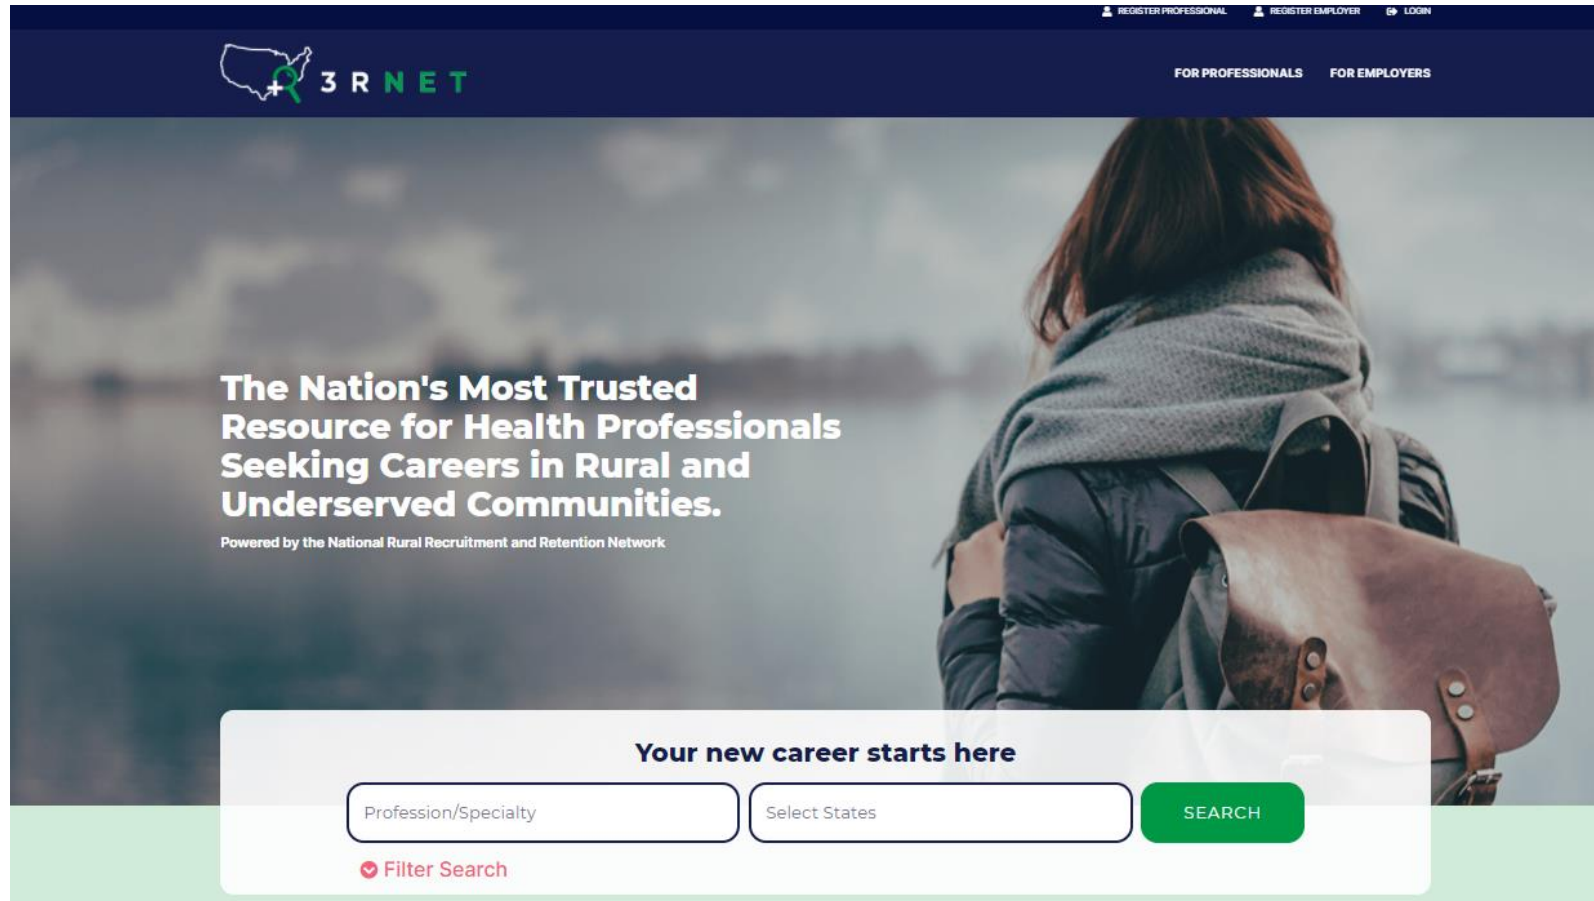 REGISTER PROFESSIONAL REGISTER EMPLOYER LOGIN
3RNET
FOR PROFESSIONALS FOR EMPLOYERS
The Nation's Most Trusted
Resource for Health Professionals
Seeking Careers in Rural and
Underserved Communities.
Powered by the National Rural Recruitment and Retention Network
Your new career starts here
Profession/Specialty Select States SEARCH
Filter Search